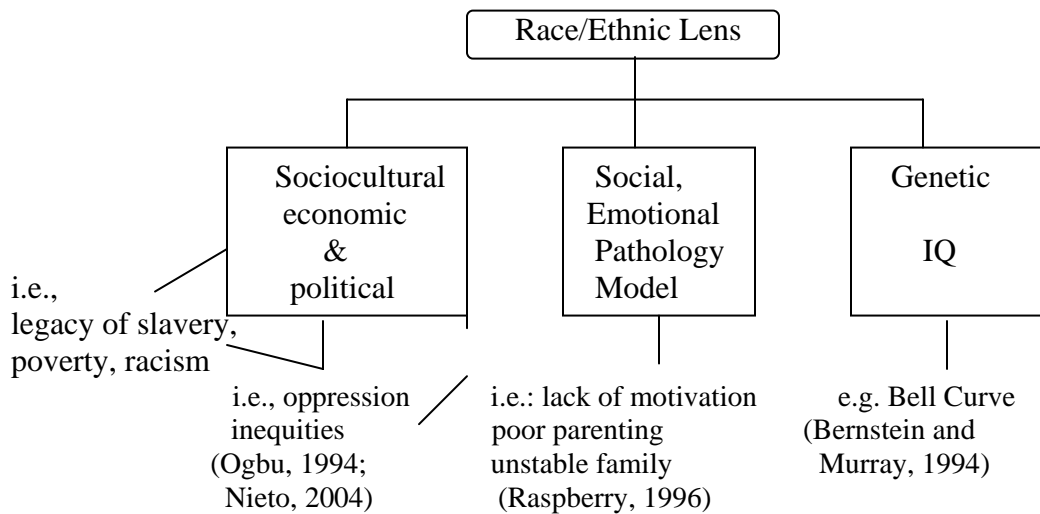 Race/Ethnic Lens
Sociocultural
economic
&
political
Social,
Emotional
Pathology
Model
Genetic
IQ
i.e.,
legacy of slavery,
poverty, racism
i.e., oppression
inequities
(Ogbu, 1994;
Nieto, 2004)
i.e.: lack of motivation
poor parenting
unstable family
(Raspberry, 1996)
e.g. Bell Curve
(Bernstein and
Murray, 1994)